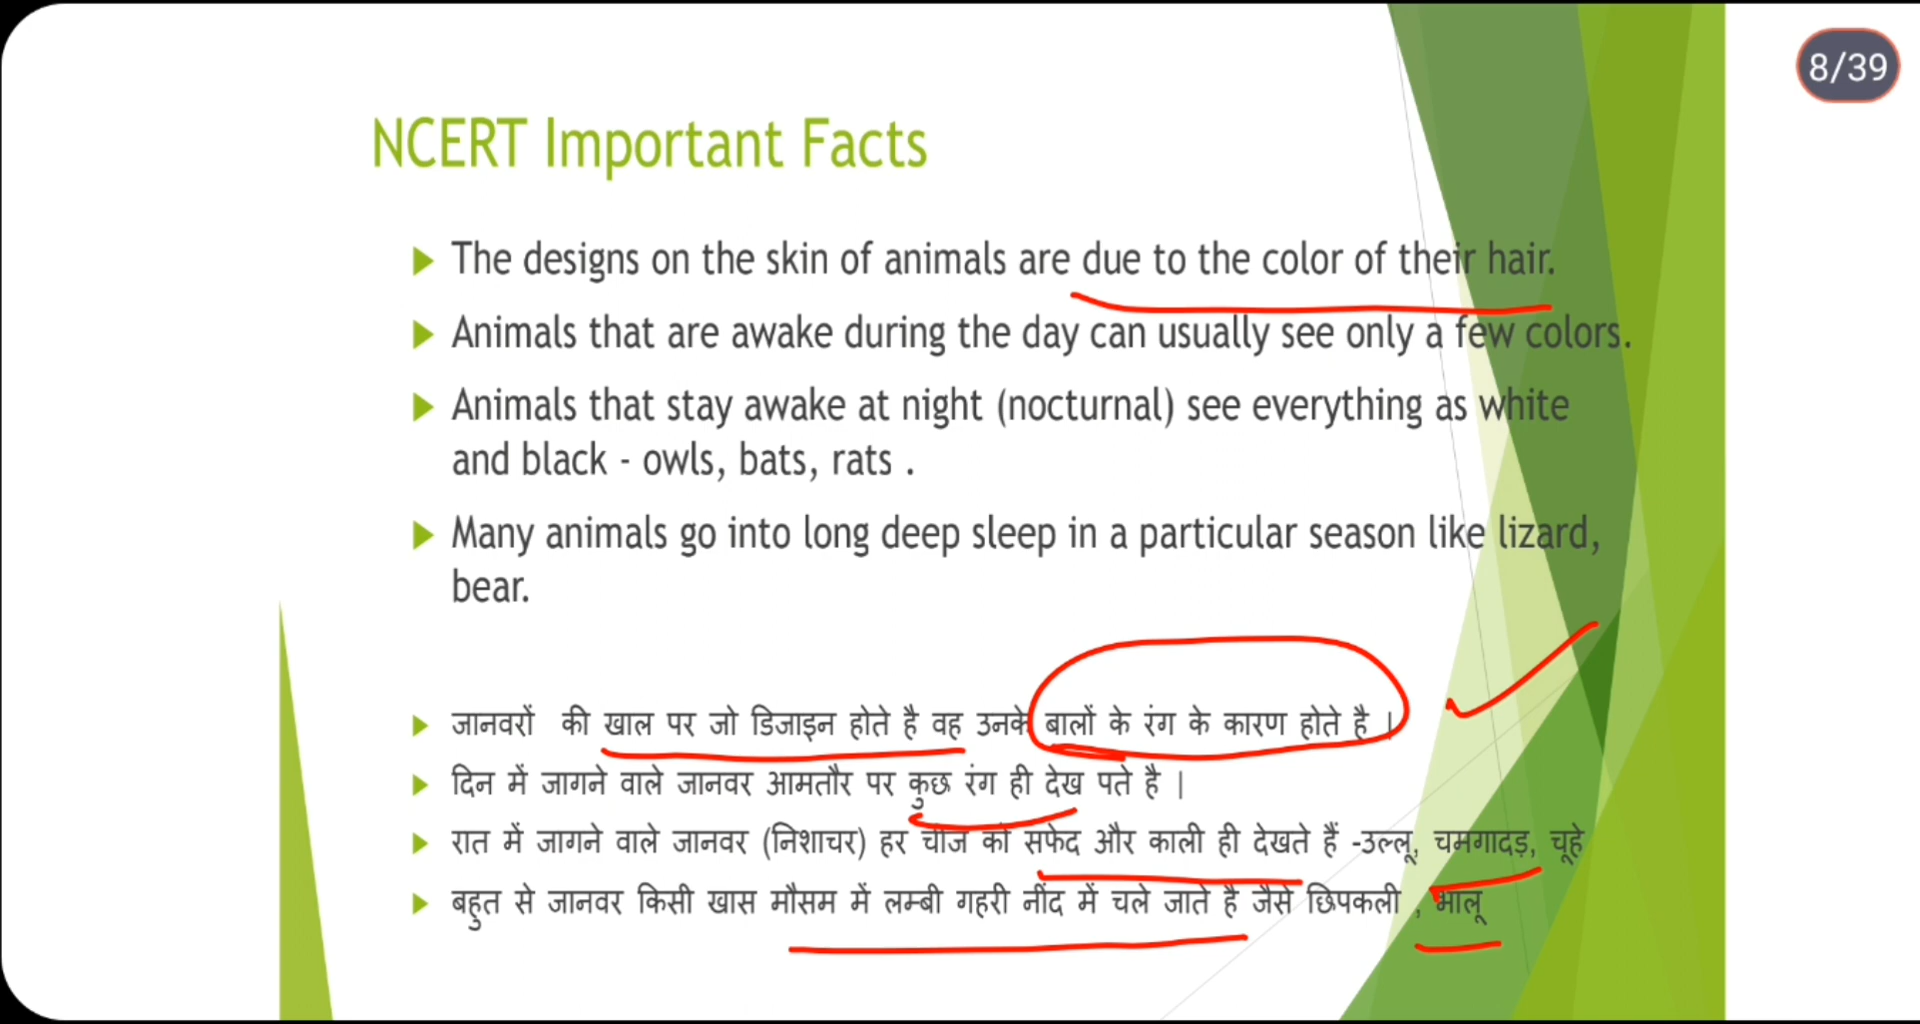 8/39
NCERT Important Facts
The designs on the skin of animals are due to the color of their hair.
Animals that are awake during the day can usually see only a few colors.
Animals that stay awake at night (nocturnal) see everything as white
and black - owls, bats, rats .
Many animals go into long deep sleep in a particular season like lizard,
bear.
जानवरों की खाल पर जो डिजाइन होते है वह उनके बालों के रंग के कारण होते है |
दिन में जागने वाले जानवर आमतौर पर कुछ रंग ही देख पते है |
रात में जागने वाले जानवर (निशाचर) हर चीज को सफेद और काली ही देखते हैं -उल्लू, चमगादड़, चूहे
बहुत से जानवर किसी खास मौसम में लम्बी गहरी नींद में चले जाते है जैसे छिपकली , भालू